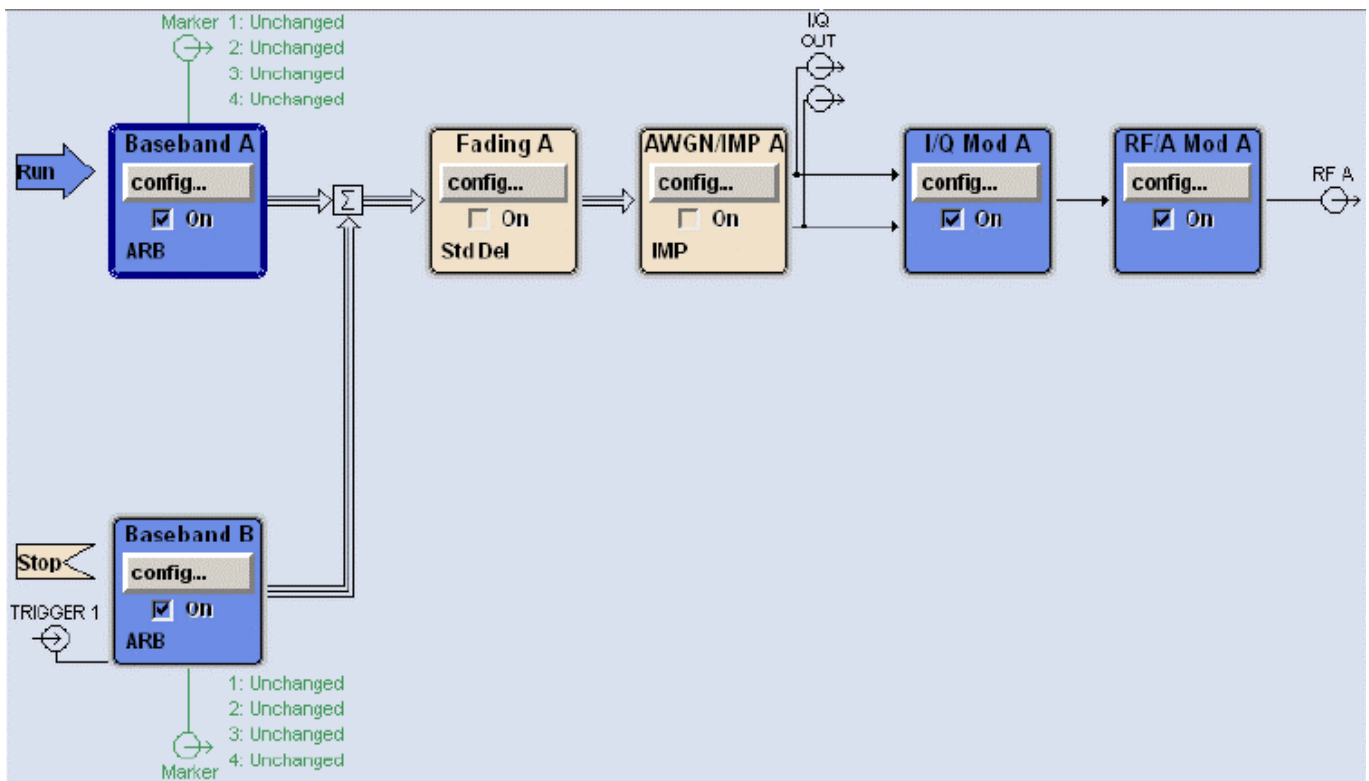 Marker 1: Unchanged
2: Unchanged
3: Unchanged
4: Unchanged
I/Q
OUT
Run
Baseband A
config...
On
ARB
Σ
Fading A
config...
On
Std Del
AWGN/IMP A
config...
On
IMP
I/Q Mod A
config...
On
RF/A Mod A
config...
On
RF A
Stop
TRIGGER 1
Baseband B
config...
On
ARB
1: Unchanged
2: Unchanged
3: Unchanged
4: Unchanged
Marker